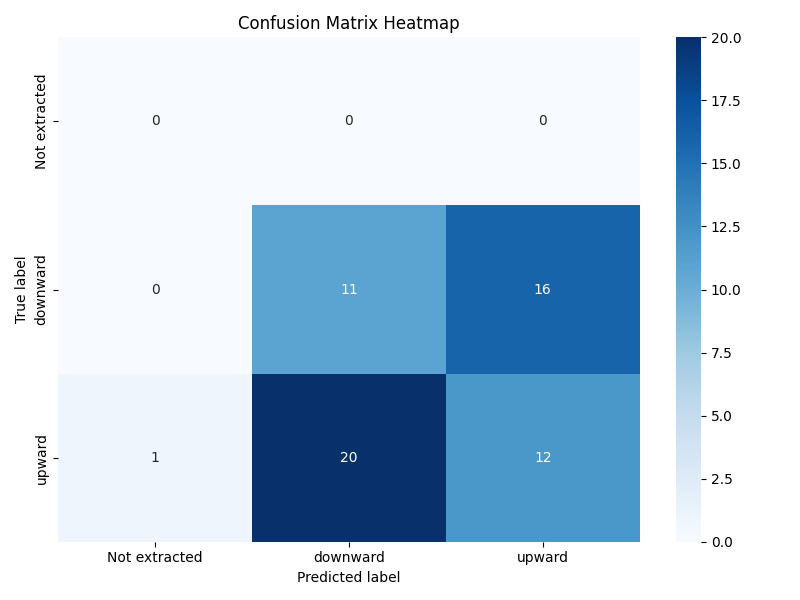 Confusion Matrix Heatmap
True label
Not extracted
0
0
0
downward
0
11
16
upward
1
20
12
Not extracted
downward
upward
Predicted label
20.0
17.5
15.0
12.5
10.0
7.5
5.0
2.5
0.0